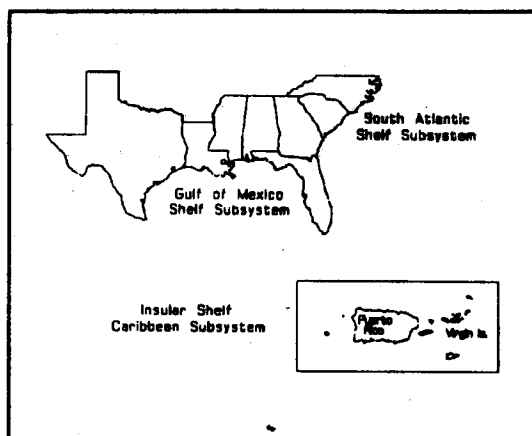 South Atlantic
Shelf Subsystem
Gulf of Mexico
Shelf Subsystem
Insular Shelf
Caribbean Subsystem
Puerto
Rico
Virgin Is.